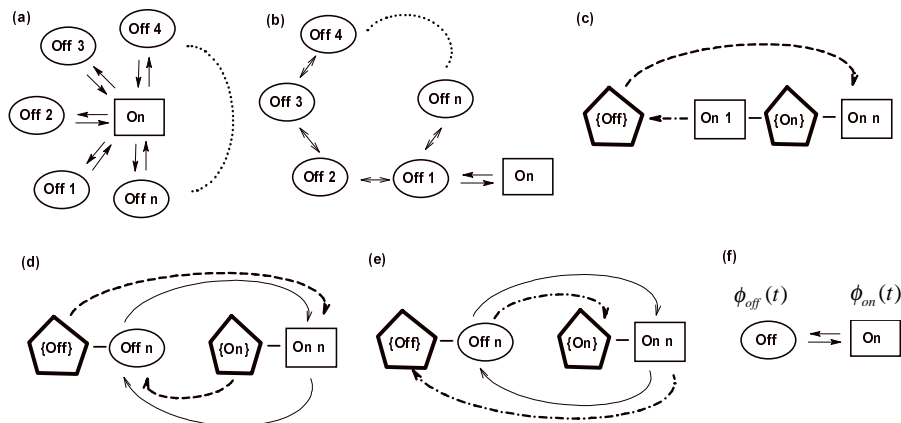 (a)
Off 4
Off 3
On
Off 2
Off 1
Off n
(b)
Off 4
Off 3
Off n
Off 2
Off 1
On
(c)
{Off}
On 1
{On}
On n
(d)
{Off}
Off n
{On}
On n
(e)
{Off}
Off n
{On}
On n
(f)
ϕoff(t)
ϕon(t)
Off
On